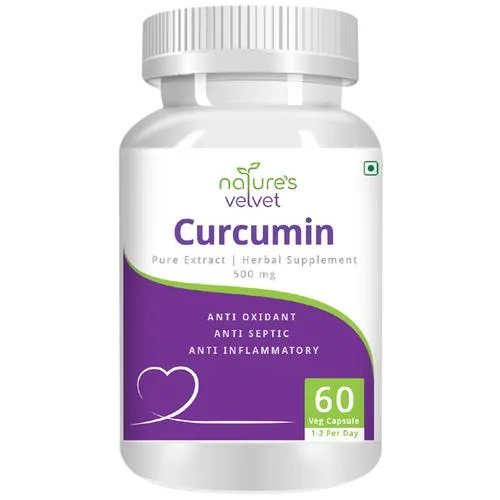 nature's
velvet
Curcumin
Pure Extract | Herbal Supplement
500 mg
ANTI OXIDANT
ANTI SEPTIC
ANTI INFLAMMATORY
60
Veg Capsule
1-2 Per Day